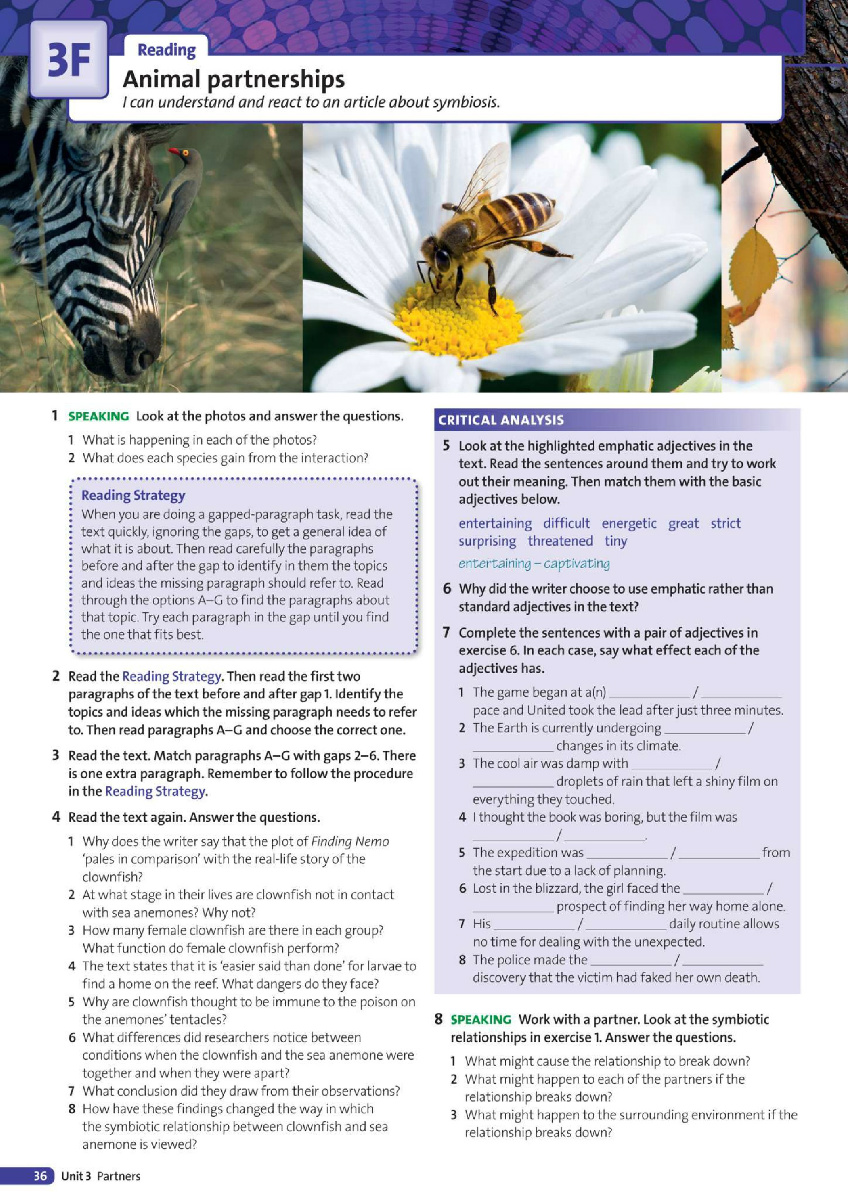 3F
Reading
Animal partnerships
I can understand and react to an article about symbiosis.
1 SPEAKING Look at the photos and answer the questions.
1 What is happening in each of the photos?
2 What does each species gain from the interaction?
Reading Strategy
When you are doing a gapped-paragraph task, read the
text quickly, ignoring the gaps, to get a general idea of
what it is about. Then read carefully the paragraphs
before and after the gap to identify in them the topics
and ideas the missing paragraph should refer to. Read
through the options A–G to find the paragraphs about
that topic. Try each paragraph in the gap until you find
the one that fits best.
2 Read the Reading Strategy. Then read the first two
paragraphs of the text before and after gap 1. Identify the
topics and ideas which the missing paragraph needs to refer
to. Then read paragraphs A–G and choose the correct one.
3 Read the text. Match paragraphs A–G with gaps 2–6. There
is one extra paragraph. Remember to follow the procedure
in the Reading Strategy.
4 Read the text again. Answer the questions.
1 Why does the writer say that the plot of Finding Nemo
'pales in comparison' with the real-life story of the
clownfish?
2 At what stage in their lives are clownfish not in contact
with sea anemones? Why not?
3 How many female clownfish are there in each group?
What function do female clownfish perform?
4 The text states that it is 'easier said than done' for larvae to
find a home on the reef. What dangers do they face?
5 Why are clownfish thought to be immune to the poison on
the anemones' tentacles?
6 What differences did researchers notice between
conditions when the clownfish and the sea anemone were
together and when they were apart?
7 What conclusion did they draw from their observations?
8 How have these findings changed the way in which
the symbiotic relationship between clownfish and sea
anemone is viewed?
CRITICAL ANALYSIS
5 Look at the highlighted emphatic adjectives in the
text. Read the sentences around them and try to work
out their meaning. Then match them with the basic
adjectives below.
entertaining difficult energetic great strict
surprising threatened tiny
entertaining – captivating
6 Why did the writer choose to use emphatic rather than
standard adjectives in the text?
7 Complete the sentences with a pair of adjectives in
exercise 6. In each case, say what effect each of the
adjectives has.
1 The game began at a(n) ____________ / ____________
pace and United took the lead after just three minutes.
2 The Earth is currently undergoing ____________ /
____________ changes in its climate.
3 The cool air was damp with ____________ /
____________ droplets of rain that left a shiny film on
everything they touched.
4 I thought the book was boring, but the film was
____________ / ____________.
5 The expedition was ____________ / ____________ from
the start due to a lack of planning.
6 Lost in the blizzard, the girl faced the ____________ /
____________ prospect of finding her way home alone.
7 His ____________ / ____________ daily routine allows
no time for dealing with the unexpected.
8 The police made the ____________ / ____________
discovery that the victim had faked her own death.
8 SPEAKING Work with a partner. Look at the symbiotic
relationships in exercise 1. Answer the questions.
1 What might cause the relationship to break down?
2 What might happen to each of the partners if the
relationship breaks down?
3 What might happen to the surrounding environment if the
relationship breaks down?
36 Unit 3 Partners